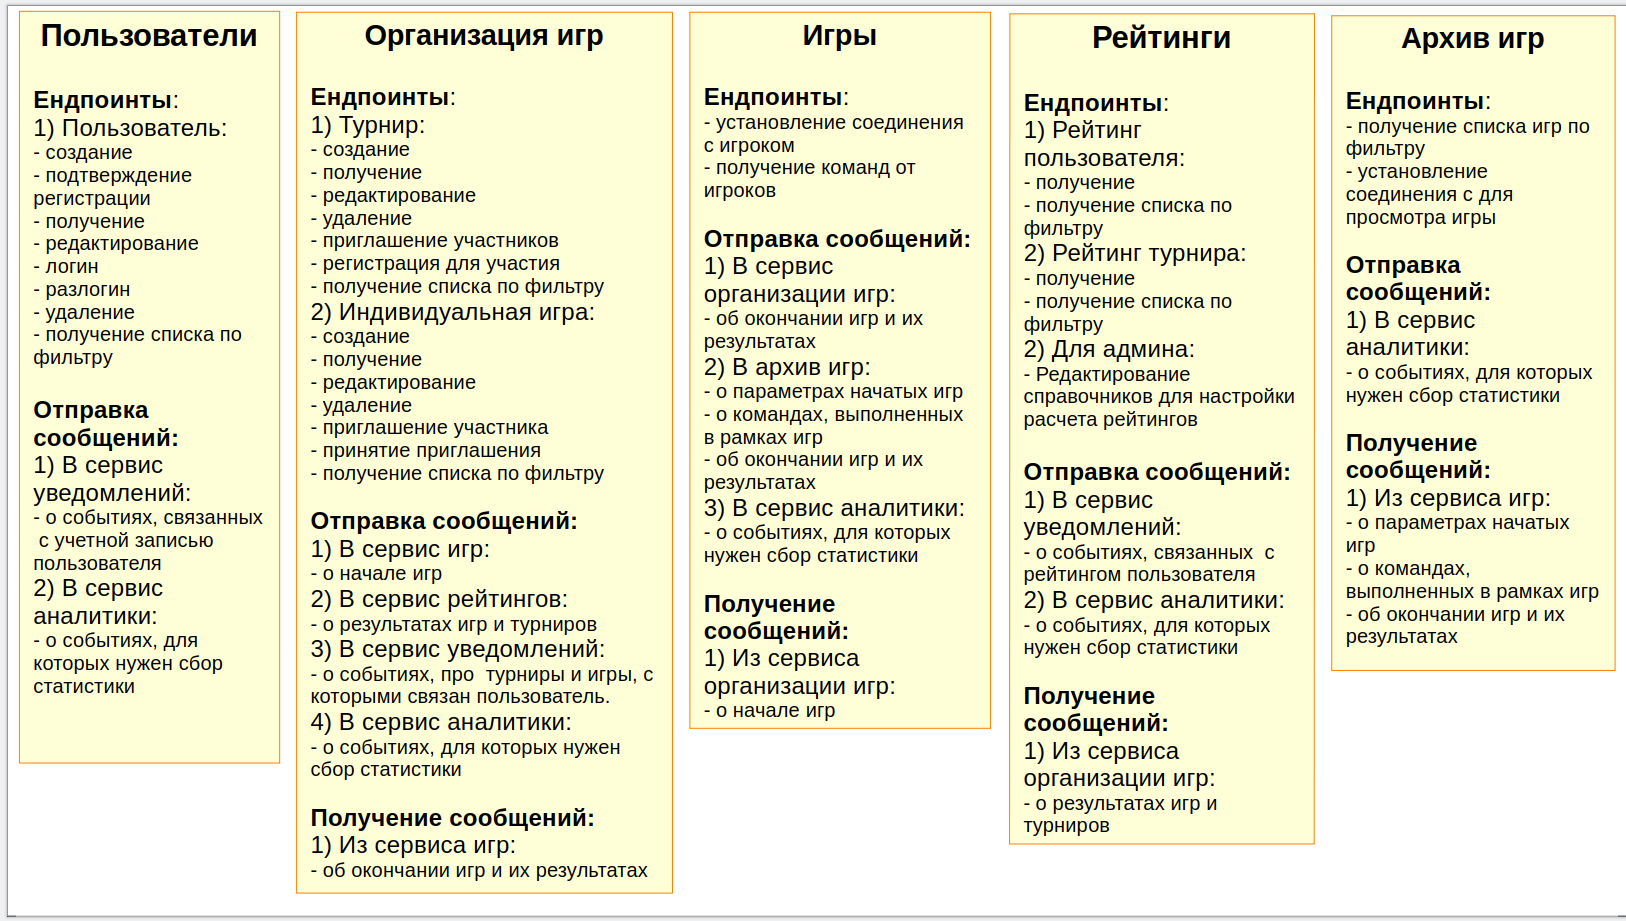 Пользователи
Ендпоинты:
1) Пользователь:
- создание
- подтверждение
регистрации
- получение
- редактирование
- логин
- разлогин
- удаление
- получение списка по
фильтру
Отправка
сообщений:
1) В сервис
уведомлений:
- о событиях, связанных
с учетной записью
пользователя
2) В сервис
аналитики:
- о событиях, для
которых нужен сбор
статистики
Организация игр
Ендпоинты:
1) Турнир:
- создание
- получение
- редактирование
- удаление
- приглашение участников
- регистрация для участия
- получение списка по фильтру
2) Индивидуальная игра:
- создание
- получение
- редактирование
- удаление
- приглашение участника
- принятие приглашения
- получение списка по фильтру
Отправка сообщений:
1) В сервис игр:
- о начале игр
2) В сервис рейтингов:
- о результатах игр и турниров
3) В сервис уведомлений:
- о событиях, про  турниры и игры, с
которыми связан пользователь.
4) В сервис аналитики:
- о событиях, для которых нужен
сбор статистики
Получение сообщений:
1) Из сервиса игр:
- об окончании игр и их результатах
Игры
Ендпоинты:
- установление соединения
с игроком
- получение команд от
игроков
Отправка сообщений:
1) В сервис
организации игр:
- об окончании игр и их
результатах
2) В архив игр:
- о параметрах начатых игр
- о командах, выполненных
в рамках игр
- об окончании игр и их
результатах
3) В сервис аналитики:
- о событиях, для которых
нужен сбор статистики
Получение
сообщений:
1) Из сервиса
организации игр:
- о начале игр
Рейтинги
Ендпоинты:
1) Рейтинг
пользователя:
- получение
- получение списка по
фильтру
2) Рейтинг турнира:
- получение
- получение списка по
фильтру
2) Для админа:
- Редактирование
справочников для настройки
расчета рейтингов
Отправка сообщений:
1) В сервис
уведомлений:
- о событиях, связанных  с
рейтингом пользователя
2) В сервис аналитики:
- о событиях, для которых
нужен сбор статистики
Получение
сообщений:
1) Из сервиса
организации игр:
- о результатах игр и
турниров
Архив игр
Ендпоинты:
- получение списка игр по
фильтру
- установление
соединения с для
просмотра игры
Отправка
сообщений:
1) В сервис
аналитики:
- о событиях, для которых
нужен сбор статистики
Получение
сообщений:
1) Из сервиса игр:
- о параметрах начатых
игр
- о командах,
выполненных в рамках игр
- об окончании игр и их
результатах